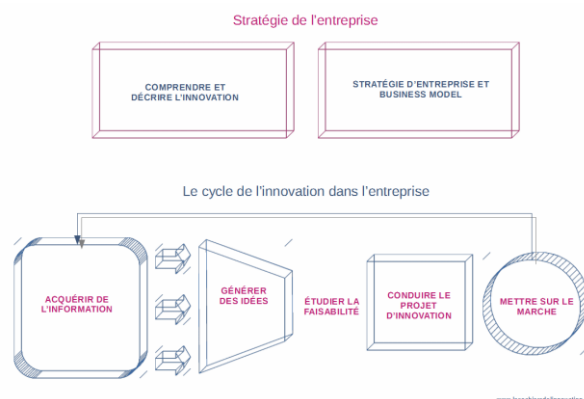 Stratégie de l'entreprise
COMPRENDRE ET
DÉCRIRE L'INNOVATION
STRATÉGIE D'ENTREPRISE ET
BUSINESS MODEL
Le cycle de l'innovation dans l'entreprise
ACQUÉRIR DE
L'INFORMATION
GÉNÉRER
DES IDÉES
ÉTUDIER LA
FAISABILITÉ
CONDUIRE LE
PROJET
D'INNOVATION
METTRE SUR LE
MARCHE